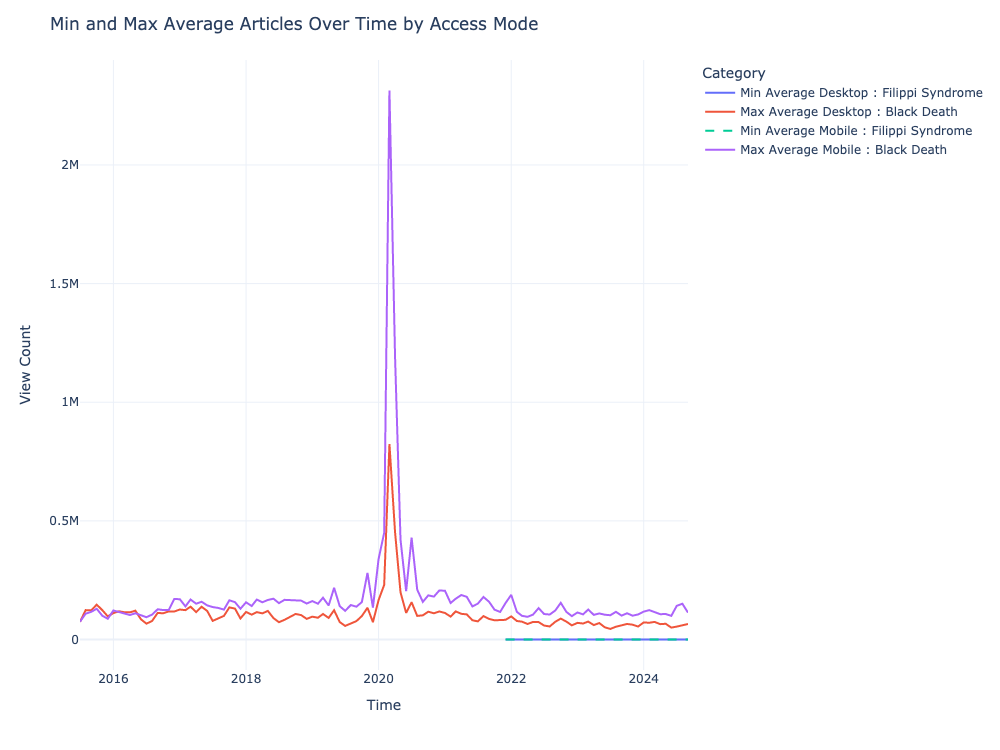 Min and Max Average Articles Over Time by Access Mode
Category
Min Average Desktop : Filippi Syndrome
Max Average Desktop : Black Death
Min Average Mobile : Filippi Syndrome
Max Average Mobile : Black Death
2M
1.5M
1M
0.5M
0
View Count
2016
2018
2020
2022
2024
Time